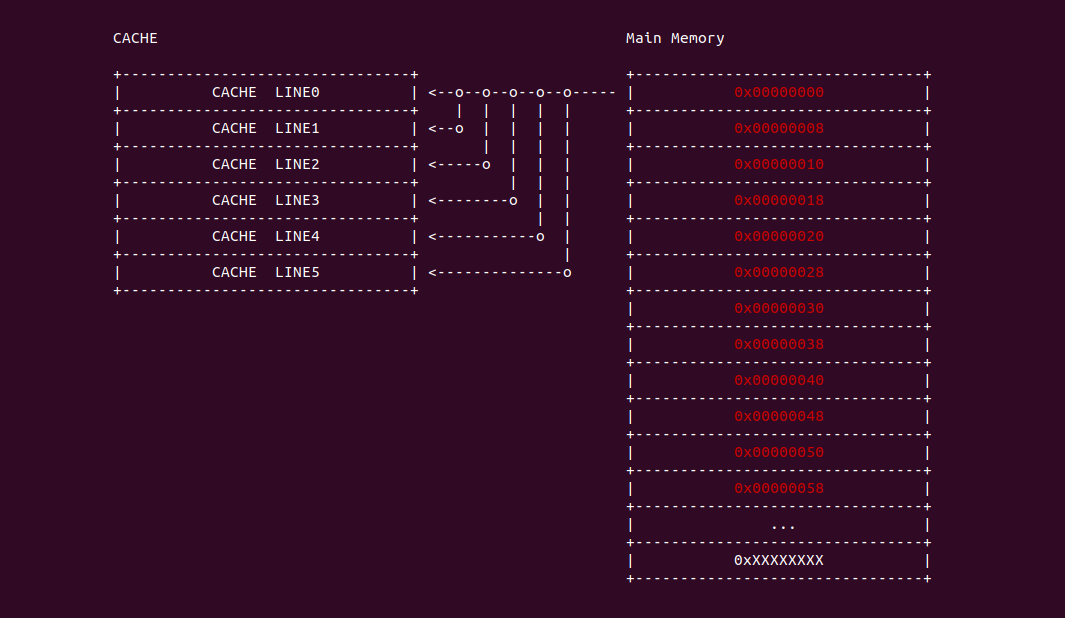 CACHE Main Memory
+--------------------------------+ +--------------------------------+
| CACHE LINE0 | <--o--o--o--o--o----- | 0x00000000 |
+--------------------------------+ | | | | | +--------------------------------+
| CACHE LINE1 | <--o | | | | | 0x00000008 |
+--------------------------------+ | | | | +--------------------------------+
| CACHE LINE2 | <-----o | | | | 0x00000010 |
+--------------------------------+ | | | +--------------------------------+
| CACHE LINE3 | <--------o | | | 0x00000018 |
+--------------------------------+ | | +--------------------------------+
| CACHE LINE4 | <-----------o | | 0x00000020 |
+--------------------------------+ | +--------------------------------+
| CACHE LINE5 | <--------------o | 0x00000028 |
+--------------------------------+ +--------------------------------+
| 0x00000030 |
+--------------------------------+
| 0x00000038 |
+--------------------------------+
| 0x00000040 |
+--------------------------------+
| 0x00000048 |
+--------------------------------+
| 0x00000050 |
+--------------------------------+
| 0x00000058 |
+--------------------------------+
| ... |
+--------------------------------+
| 0xXXXXXXXX |
+--------------------------------+